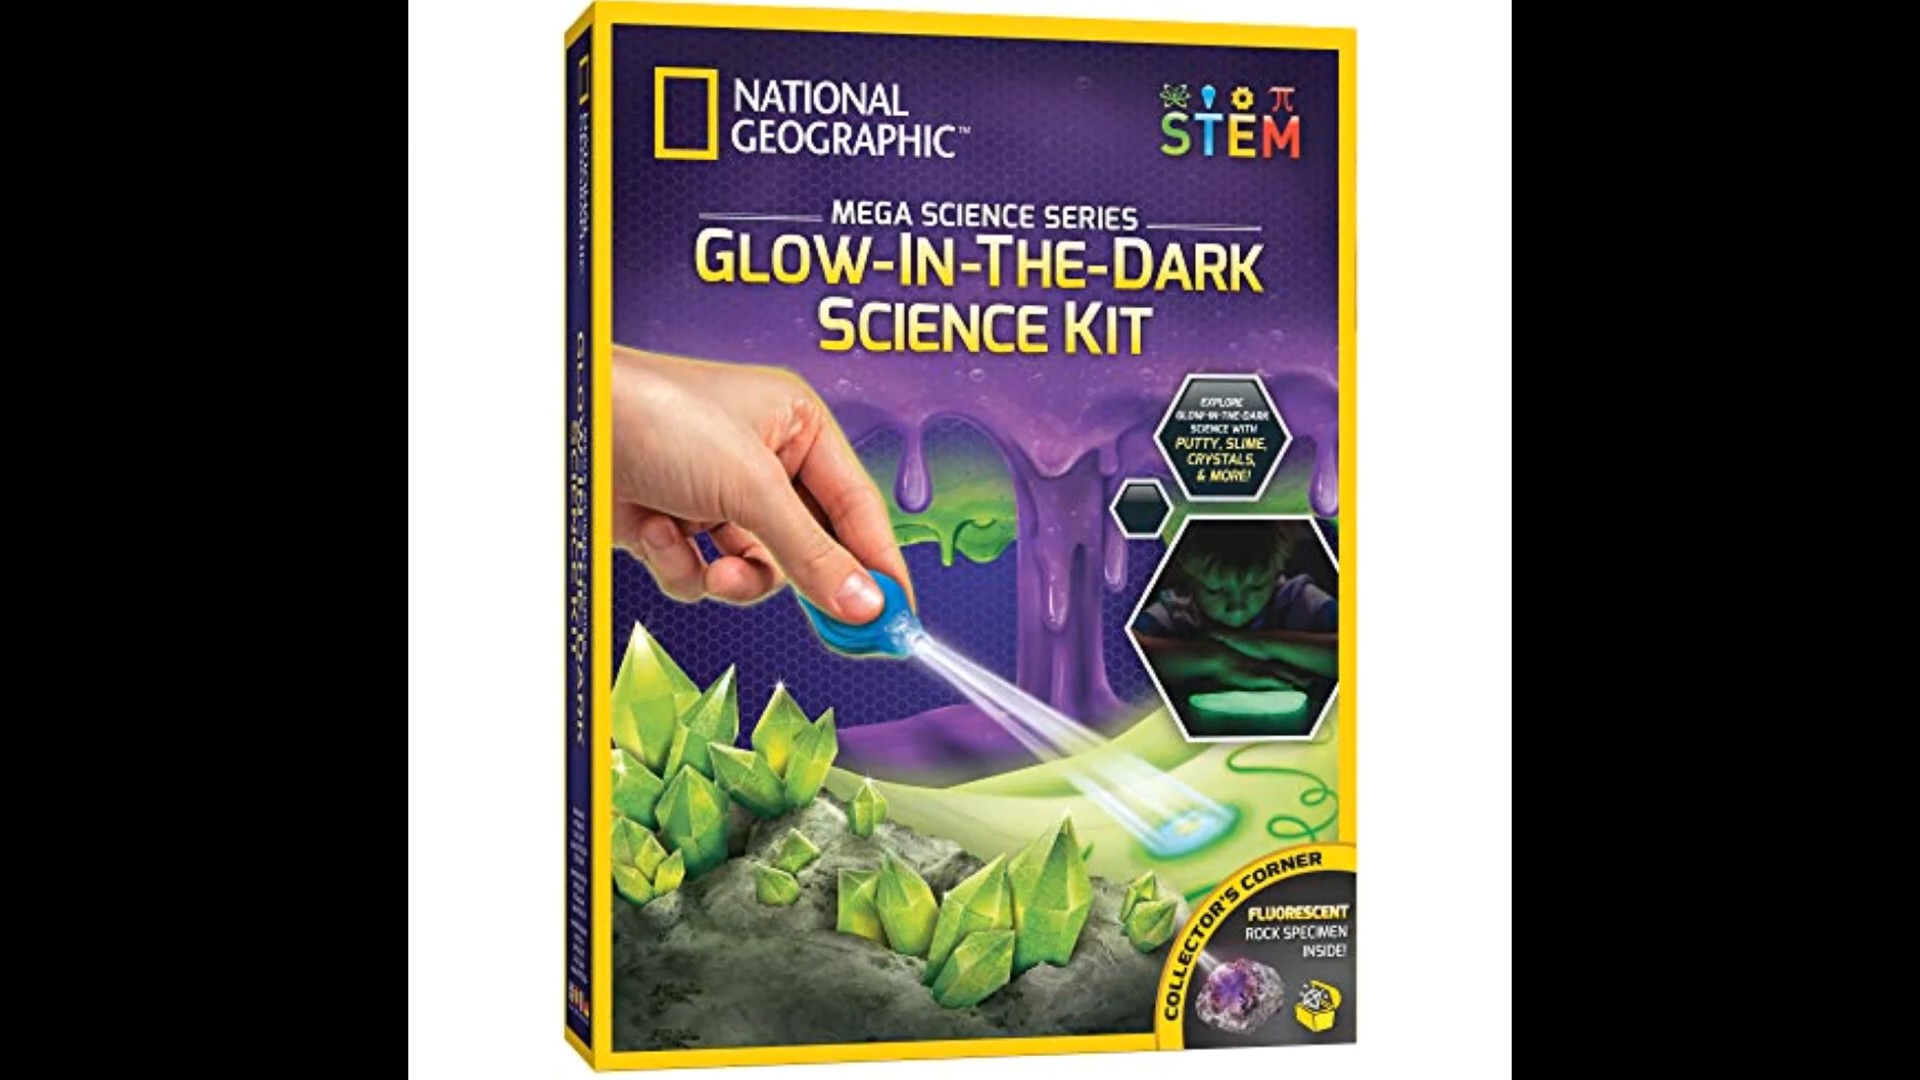 NATIONAL
GEOGRAPHIC™
STEM
MEGA SCIENCE SERIES
GLOW-IN-THE-DARK
SCIENCE KIT
EXPLORE
GLOW-IN-THE-DARK
SCIENCE WITH
PUTTY, SLIME,
CRYSTALS,
& MORE!
COLLECTOR'S CORNER
FLUORESCENT
ROCK SPECIMEN
INSIDE!